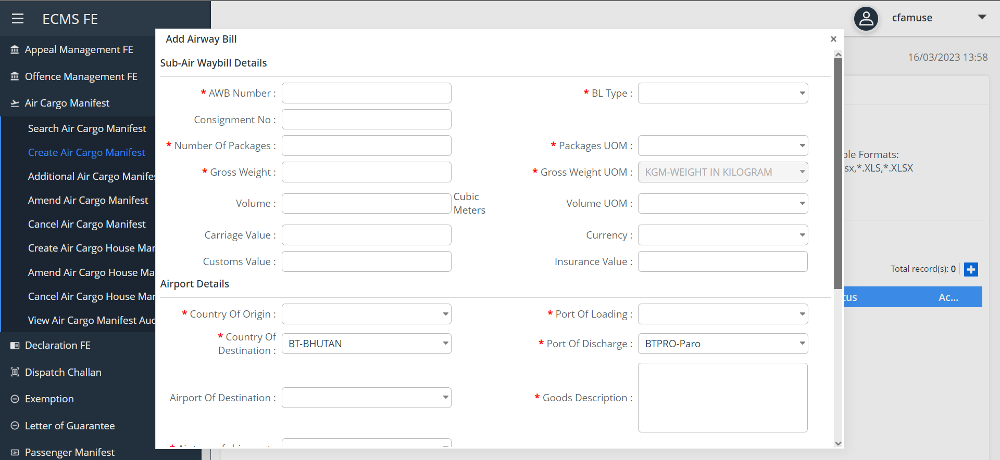 ECMS FE
cfamuse
Appeal Management FE
Offence Management FE
Air Cargo Manifest
Search Air Cargo Manifest
Create Air Cargo Manifest
Additional Air Cargo Manifes
Amend Air Cargo Manifest
Cancel Air Cargo Manifest
Create Air Cargo House Man
Amend Air Cargo House Ma
Cancel Air Cargo House Man
View Air Cargo Manifest Aud
Declaration FE
Dispatch Challan
Exemption
Letter of Guarantee
Passenger Manifest
Add Airway Bill
×
Sub-Air Waybill Details
* AWB Number :
* BL Type :
Consignment No :
* Number Of Packages :
* Packages UOM :
* Gross Weight :
* Gross Weight UOM : KGM-WEIGHT IN KILOGRAM
Volume : Cubic Meters
Volume UOM :
Carriage Value :
Currency :
Customs Value :
Insurance Value :
Airport Details
* Country Of Origin :
* Port Of Loading :
* Country Of Destination : BT-BHUTAN
* Port Of Discharge : BTPRO-Paro
Airport Of Destination :
* Goods Description :
16/03/2023 13:58
ble Formats:
sx,*.XLS,*.XLSX
Total record(s): 0
tus
Ac...